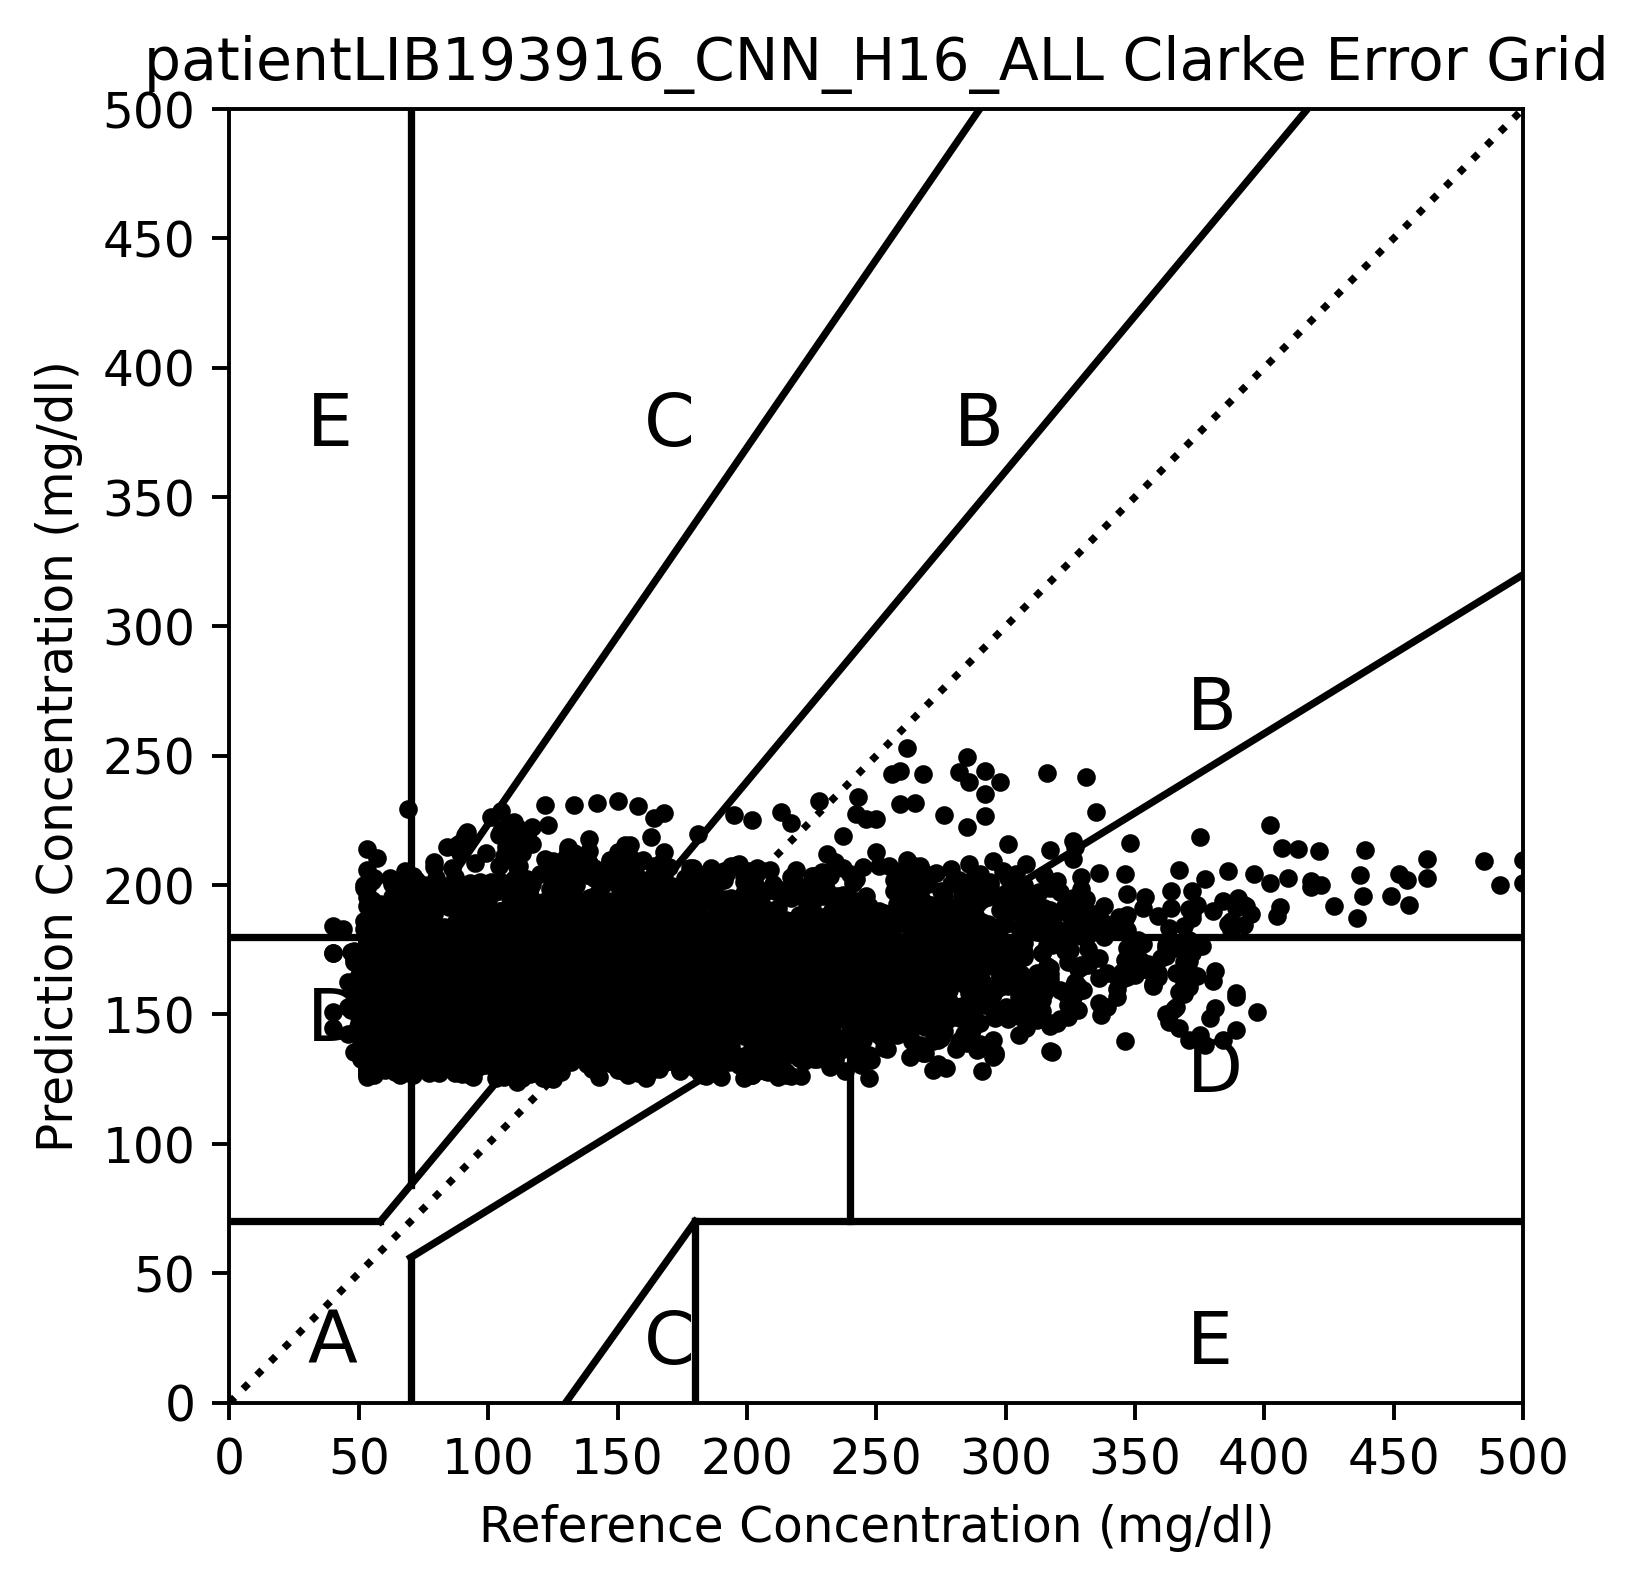 patientLIB193916_CNN_H16_ALL Clarke Error Grid
500
450
400
350
300
250
200
150
100
50
0
Prediction Concentration (mg/dl)
E
C
B
B
D
D
A
C
E
0 50 100 150 200 250 300 350 400 450 500
Reference Concentration (mg/dl)